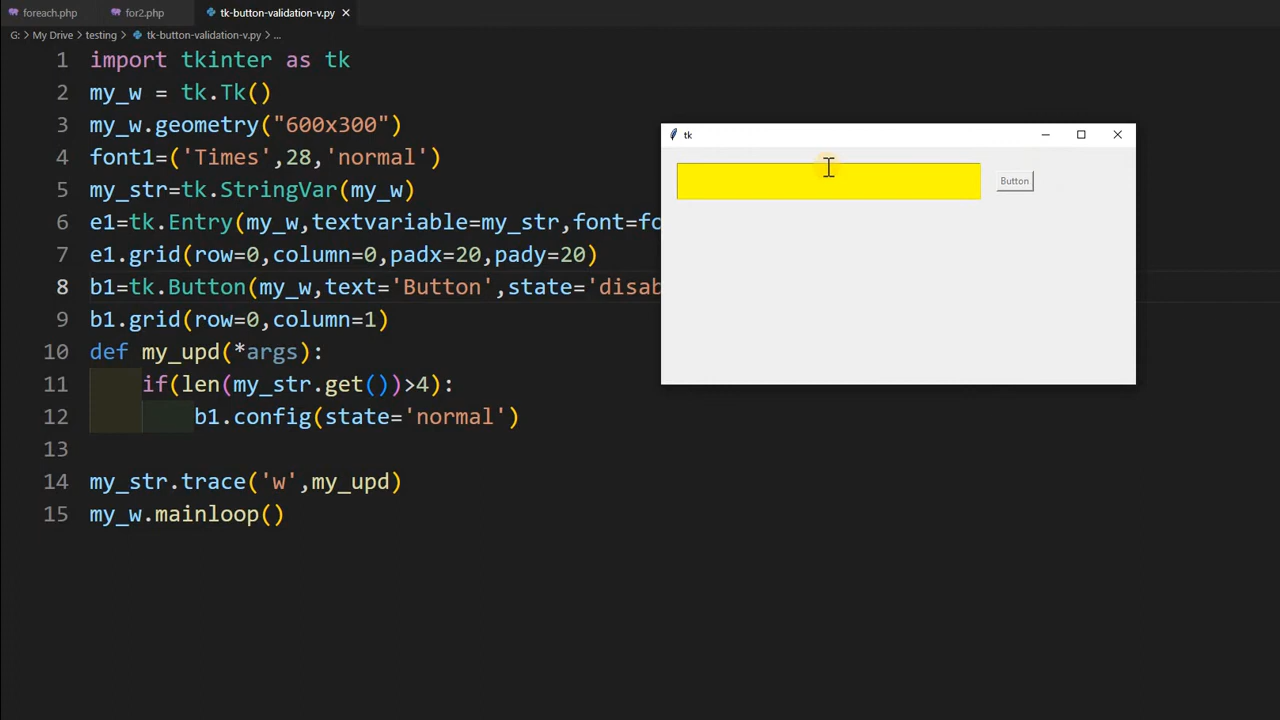 foreach.php for2.php tk-button-validation-v.py
G: > My Drive > testing > tk-button-validation-v.py > ...
1 import tkinter as tk
2 my_w = tk.Tk()
3 my_w.geometry("600x300")
4 font1=('Times',28,'normal')
5 my_str=tk.StringVar(my_w)
6 e1=tk.Entry(my_w,textvariable=my_str,font=fo
7 e1.grid(row=0,column=0,padx=20,pady=20)
8 b1=tk.Button(my_w,text='Button',state='disab
9 b1.grid(row=0,column=1)
10 def my_upd(*args):
11 if(len(my_str.get())>4):
12 b1.config(state='normal')
13
14 my_str.trace('w',my_upd)
15 my_w.mainloop()
tk
Button